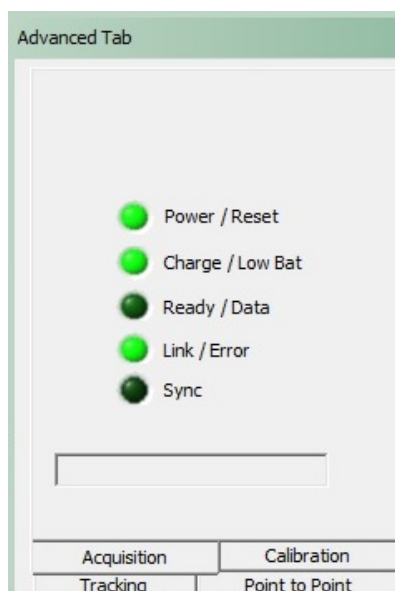 Advanced Tab
Power / Reset
Charge / Low Bat
Ready / Data
Link / Error
Sync
Acquisition Calibration
Tracking Point to Point